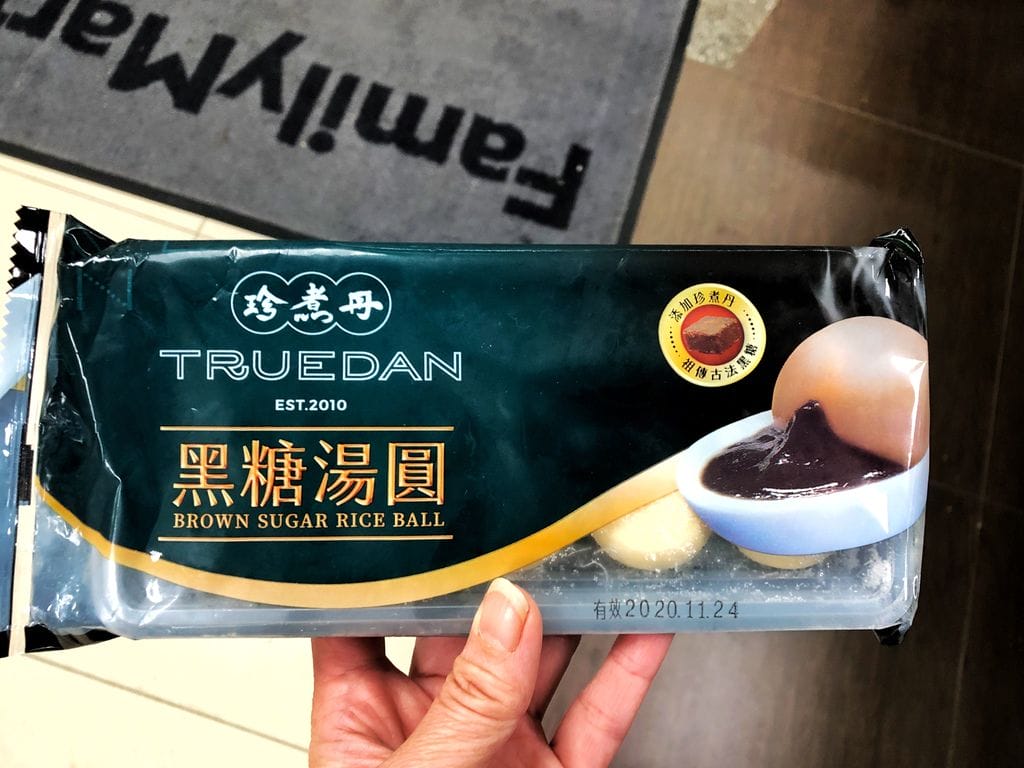 FamilyMar
珍煮丹
TRUEDAN
EST.2010
黑糖湯圓
BROWN SUGAR RICE BALL
添加珍煮丹
祖傳古法黑糖
有效2020.11.24